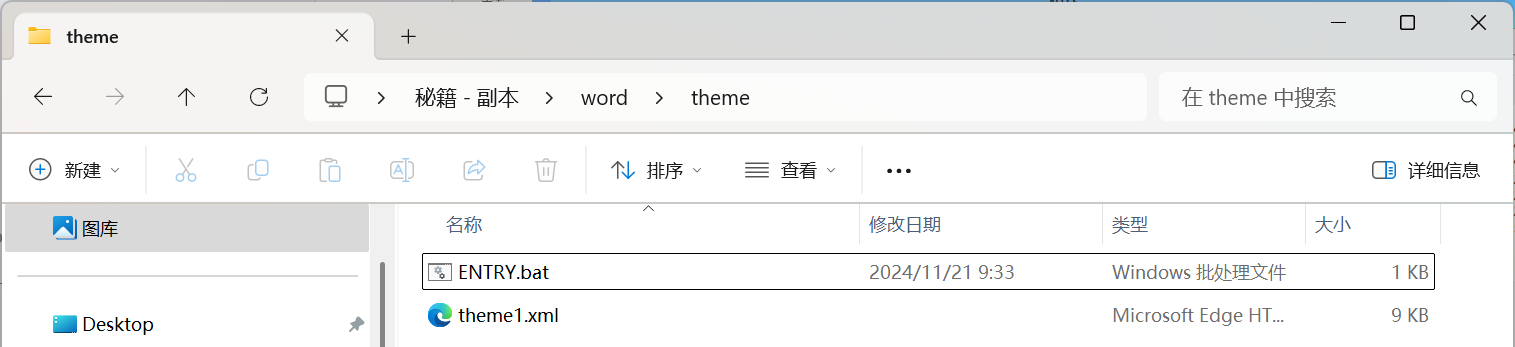 theme
秘籍 - 副本 > word > theme
在 theme 中搜索
新建
排序
查看
详细信息
图库
名称 修改日期 类型 大小
ENTRY.bat 2024/11/21 9:33 Windows 批处理文件 1 KB
Desktop
theme1.xml Microsoft Edge HT... 9 KB